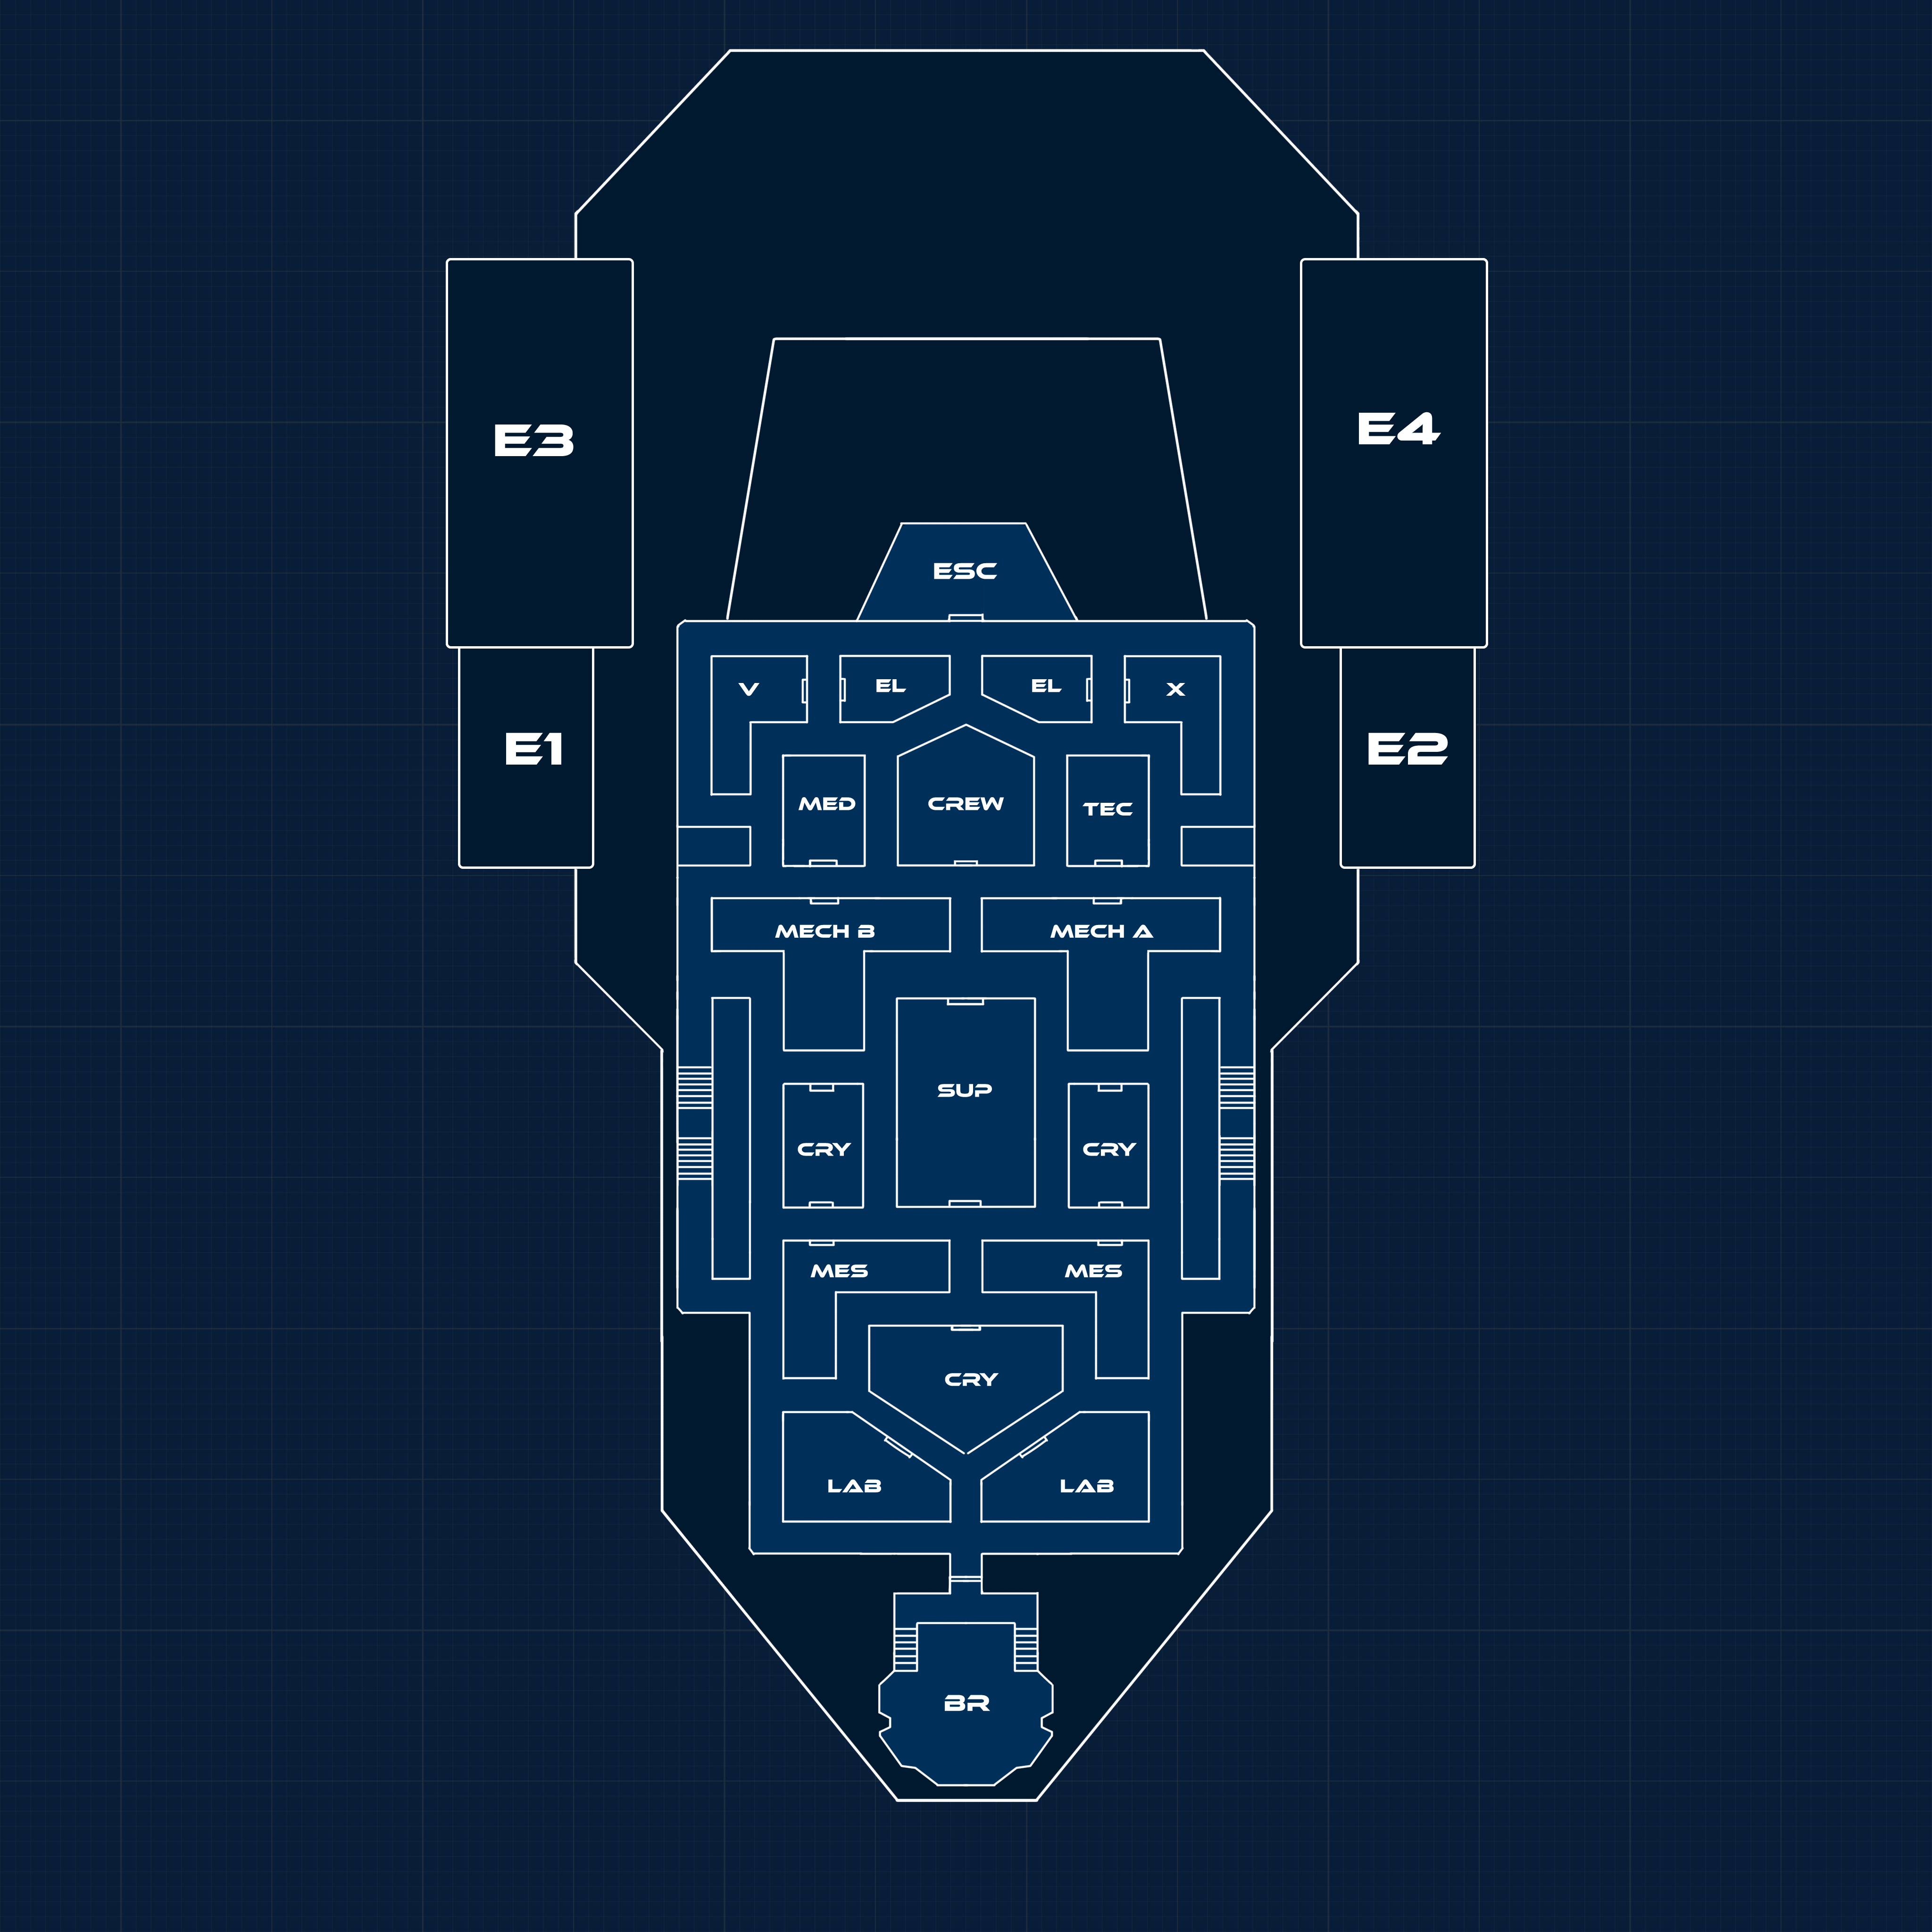 E3
E4
ESC
V
EL
EL
X
E1
E2
MED
CREW
TEC
MECH B
MECH A
SUP
CRY
CRY
MES
MES
CRY
LAB
LAB
BR